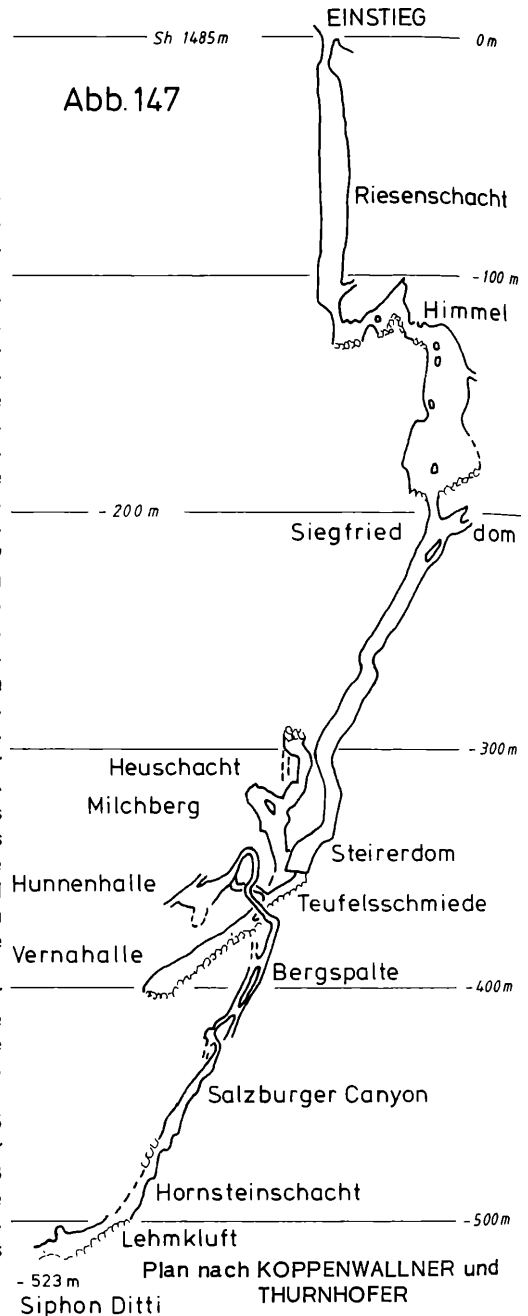 EINSTIEG
Sh 1485m
0m
Abb. 147
Riesenschacht
-100m
Himmel
-200m
Siegfried dom
-300m
Heuschacht
Milchberg
Steirerdom
Hunnenhalle
Teufelsschmiede
Vernahalle
Bergspalte
-400m
Salzburger Canyon
Hornsteinschacht
-500m
Lehmkluft
- 523m
Siphon Ditti
Plan nach KOPPENWALLNER und
THURNHOFER